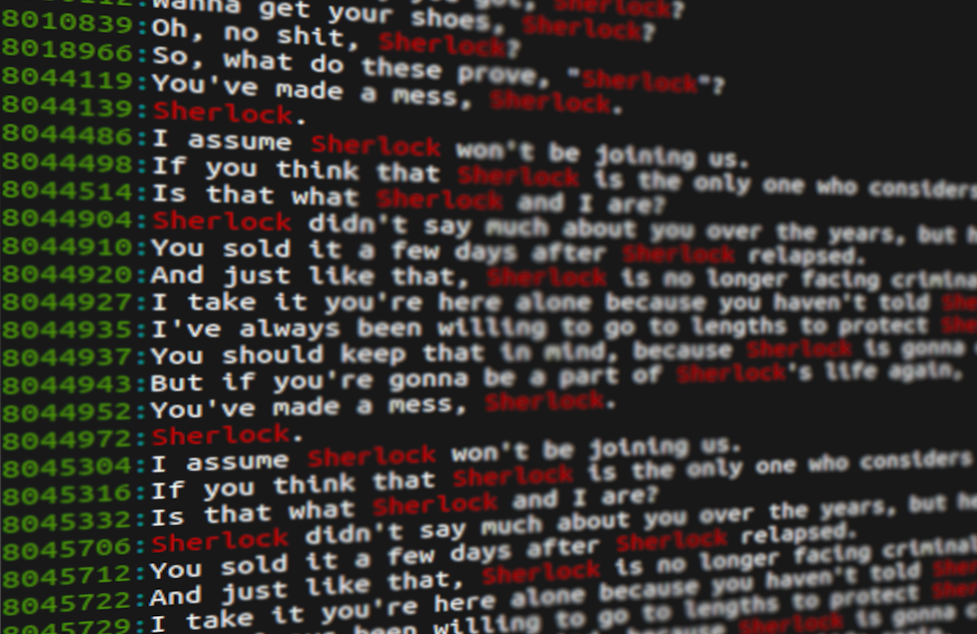 Wanna get your shoes, Sherlock?
8010839:Oh, no shit, Sherlock?
8018966:So, what do these prove, "Sherlock"?
8044119:You've made a mess, Sherlock.
8044139:Sherlock.
8044486:I assume Sherlock won't be joining us.
8044498:If you think that Sherlock is the only one who considers
8044514:Is that what Sherlock and I are?
8044904:Sherlock didn't say much about you over the years, but
8044910:You sold it a few days after Sherlock relapsed.
8044920:And just like that, Sherlock is no longer facing
8044927:I take it you're here alone because you haven't told
8044935:I've always been willing to go to lengths to protect
8044937:You should keep that in mind, because Sherlock is gonna
8044943:But if you're gonna be a part of Sherlock's life again,
8044952:You've made a mess, Sherlock.
8044972:Sherlock.
8045304:I assume Sherlock won't be joining us.
8045316:If you think that Sherlock is the only one who considers
8045332:Is that what Sherlock and I are?
8045706:Sherlock didn't say much about you over the years, but
8045712:You sold it a few days after Sherlock relapsed.
8045722:And just like that, Sherlock is no longer facing
8045729:I take it you're here alone because you haven't told
been willing to go to lengths to protect
because Sherlock is gonna